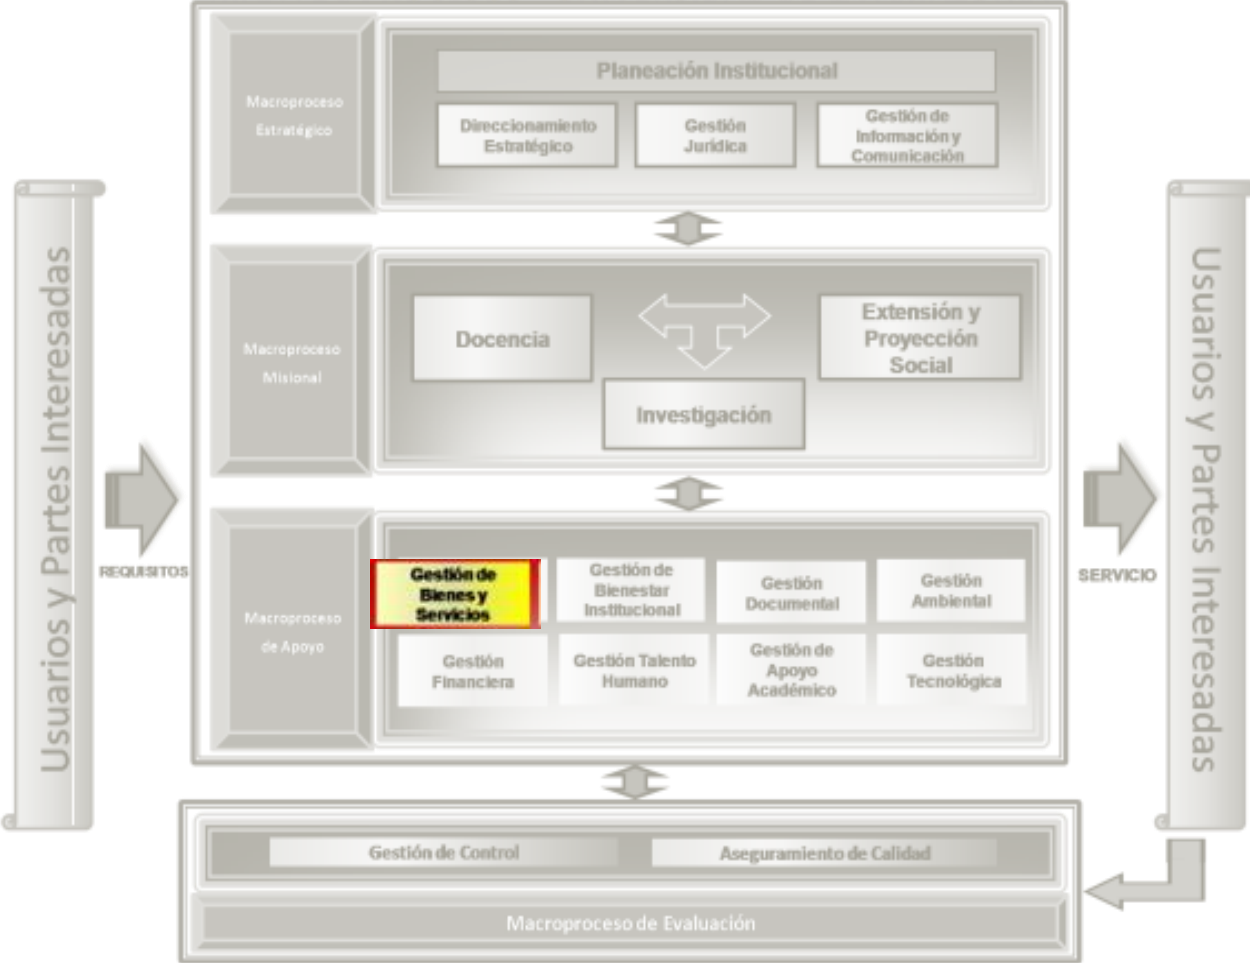 Usuarios y Partes Interesadas
REQUISITOS
Macroproceso
Estratégico
Planeación Institucional
Direccionamiento
Estratégico
Gestión
Jurídica
Gestión de
Información y
Comunicación
Macroproceso
Misional
Docencia
Extensión y
Proyección
Social
Investigación
Macroproceso
de Apoyo
Gestión de
Bienes y
Servicios
Gestión de
Bienestar
Institucional
Gestión
Documental
Gestión
Ambiental
Gestión
Financiera
Gestión Talento
Humano
Gestión de
Apoyo
Académico
Gestión
Tecnológica
SERVICIO
Usuarios y Partes Interesadas
Gestión de Control
Aseguramiento de Calidad
Macroproceso de Evaluación